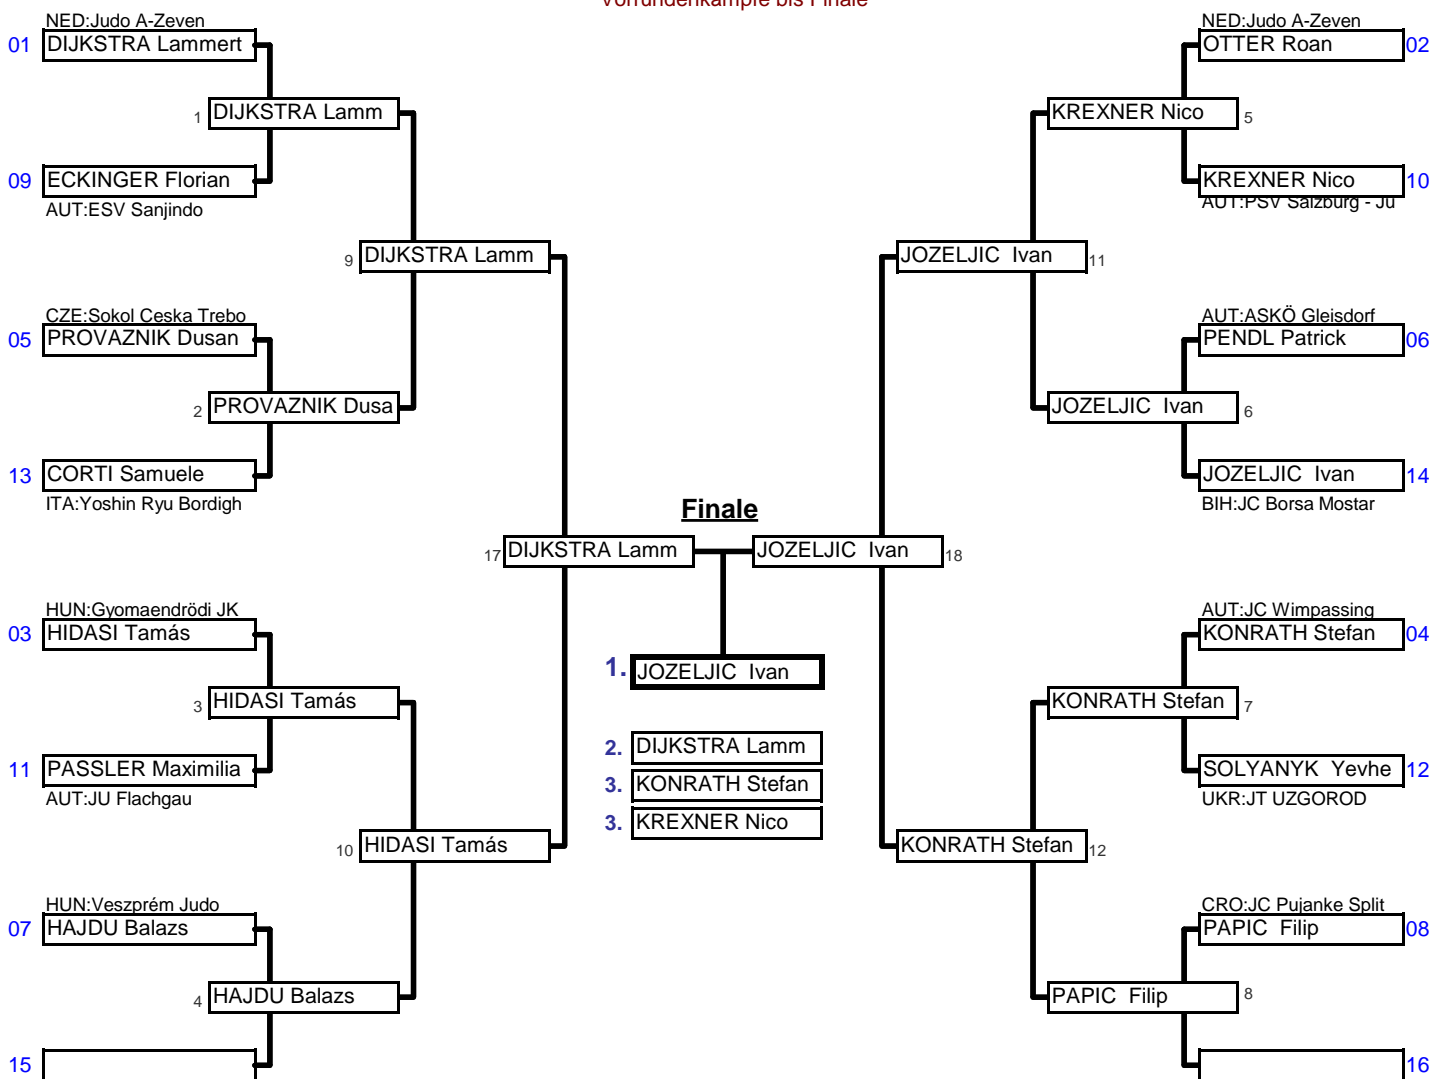 Vorrundenkämpfe bis Finale
NED:Judo A-Zeven
01 DIJKSTRA Lammert
1 DIJKSTRA Lamm
09 ECKINGER Florian
AUT:ESV Sanjindo
9 DIJKSTRA Lamm
CZE:Sokol Ceska Trebo
05 PROVAZNIK Dusan
2 PROVAZNIK Dusa
13 CORTI Samuele
ITA:Yoshin Ryu Bordigh
17 DIJKSTRA Lamm
HUN:Gyomaendrödi JK
03 HIDASI Tamás
3 HIDASI Tamás
11 PASSLER Maximilia
AUT:JU Flachgau
10 HIDASI Tamás
HUN:Veszprém Judo
07 HAJDU Balazs
4 HAJDU Balazs
15
Finale
1. JOZELJIC Ivan
2. DIJKSTRA Lamm
3. KONRATH Stefan
3. KREXNER Nico
NED:Judo A-Zeven
OTTER Roan 02
KREXNER Nico 5
KREXNER Nico 10
AUT:PSV Salzburg - Ju
JOZELJIC Ivan 11
AUT:ASKÖ Gleisdorf
PENDL Patrick 06
JOZELJIC Ivan 6
JOZELJIC Ivan 14
BIH:JC Borsa Mostar
JOZELJIC Ivan 18
AUT:JC Wimpassing
KONRATH Stefan 04
KONRATH Stefan 7
SOLYANYK Yevhe 12
UKR:JT UZGOROD
KONRATH Stefan 12
CRO:JC Pujanke Split
PAPIC Filip 08
PAPIC Filip 8
16